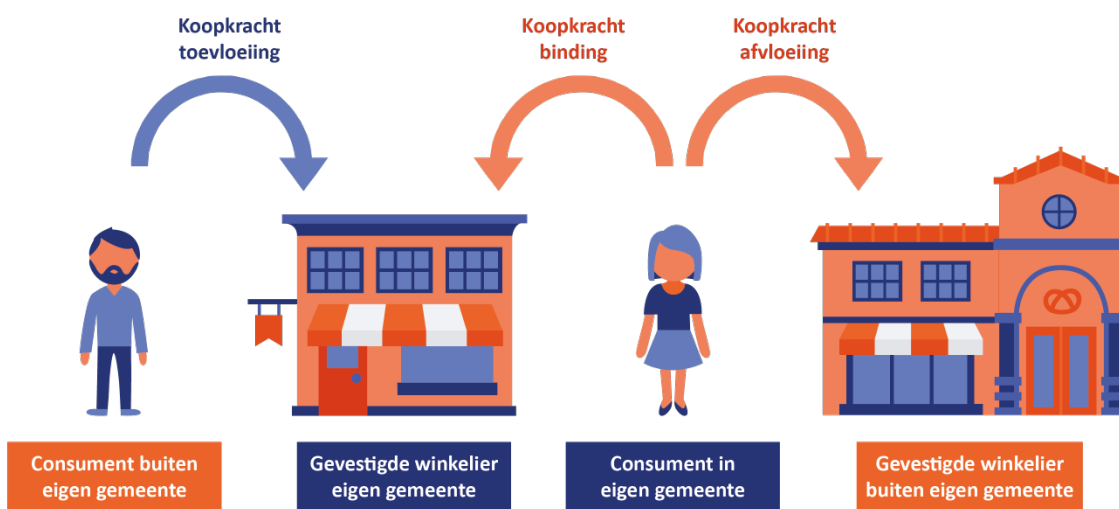 Koopkracht
toevloeiing
Koopkracht
binding
Koopkracht
afvloeiing
Consument buiten
eigen gemeente
Gevestigde winkelier
eigen gemeente
Consument in
eigen gemeente
Gevestigde winkelier
buiten eigen gemeente